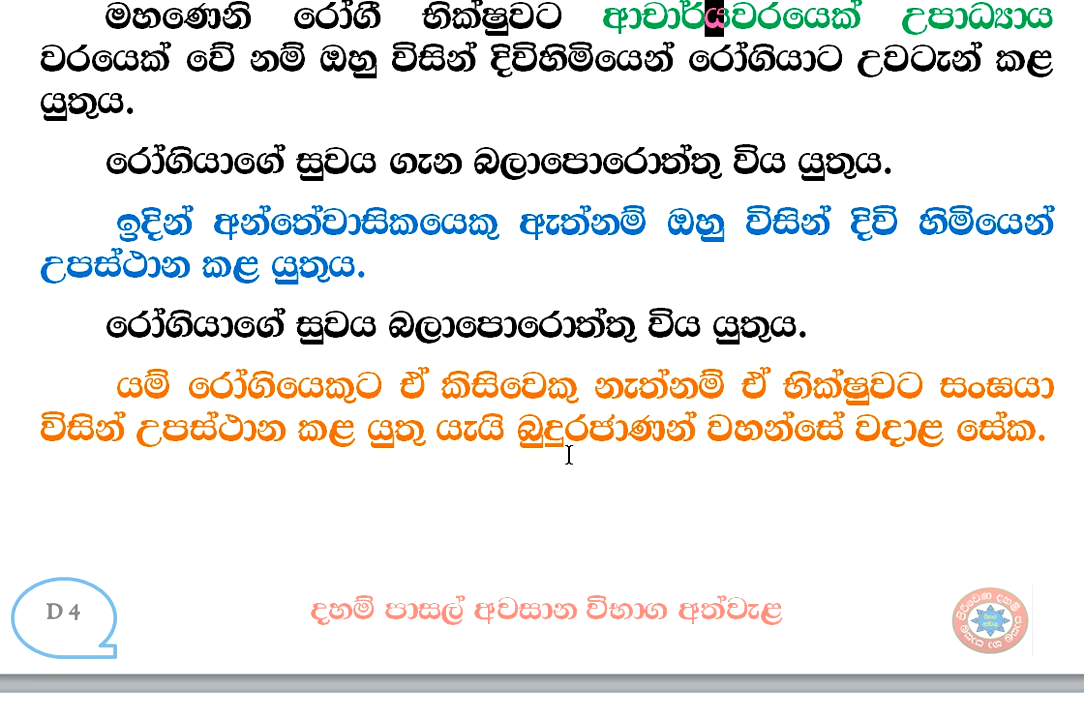 මහණෙනි රෝගී භික්ෂුවට ආචාර්යවරයෙක් උපාධ්‍යාය
වරයෙක් වේ නම් ඔහු විසින් දිවිහිමියෙන් රෝගියාට උවටැන් කළ
යුතුය.
රෝගියාගේ සුවය ගැන බලාපොරොත්තු විය යුතුය.
ඉදින් අන්තේවාසිකයෙකු ඇත්නම් ඔහු විසින් දිවි හිමියෙන්
උපස්ථාන කළ යුතුය.
රෝගියාගේ සුවය බලාපොරොත්තු විය යුතුය.
යම් රෝගියෙකුට ඒ කිසිවෙකු නැත්නම් ඒ භික්ෂුවට සංඝයා
විසින් උපස්ථාන කළ යුතු යැයි බුදුරජාණන් වහන්සේ වදාළ සේක.
D 4
දහම් පාසල් අවසාන විභාග අත්වැළ